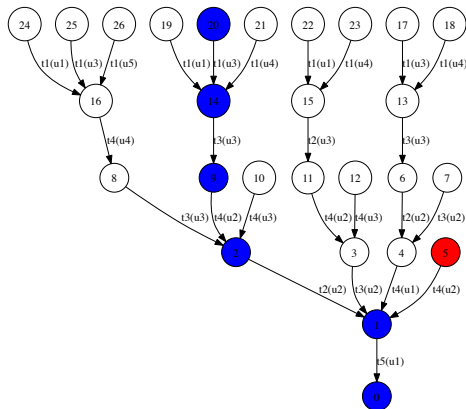 24 25 26 19 20 21 22 23 17 18
t1(u1) t1(u3) t1(u5) t1(u1) t1(u3) t1(u4) t1(u1) t1(u4) t1(u3) t1(u4)
16 14 15 13
t4(u4) t3(u3) t2(u3) t3(u3)
8 9 10 11 12 6 7
t3(u3) t4(u2) t4(u3) t4(u2) t4(u3) t2(u2) t3(u2)
2 3 4 5
t2(u2) t3(u2) t4(u1) t4(u2)
1
t5(u1)
0